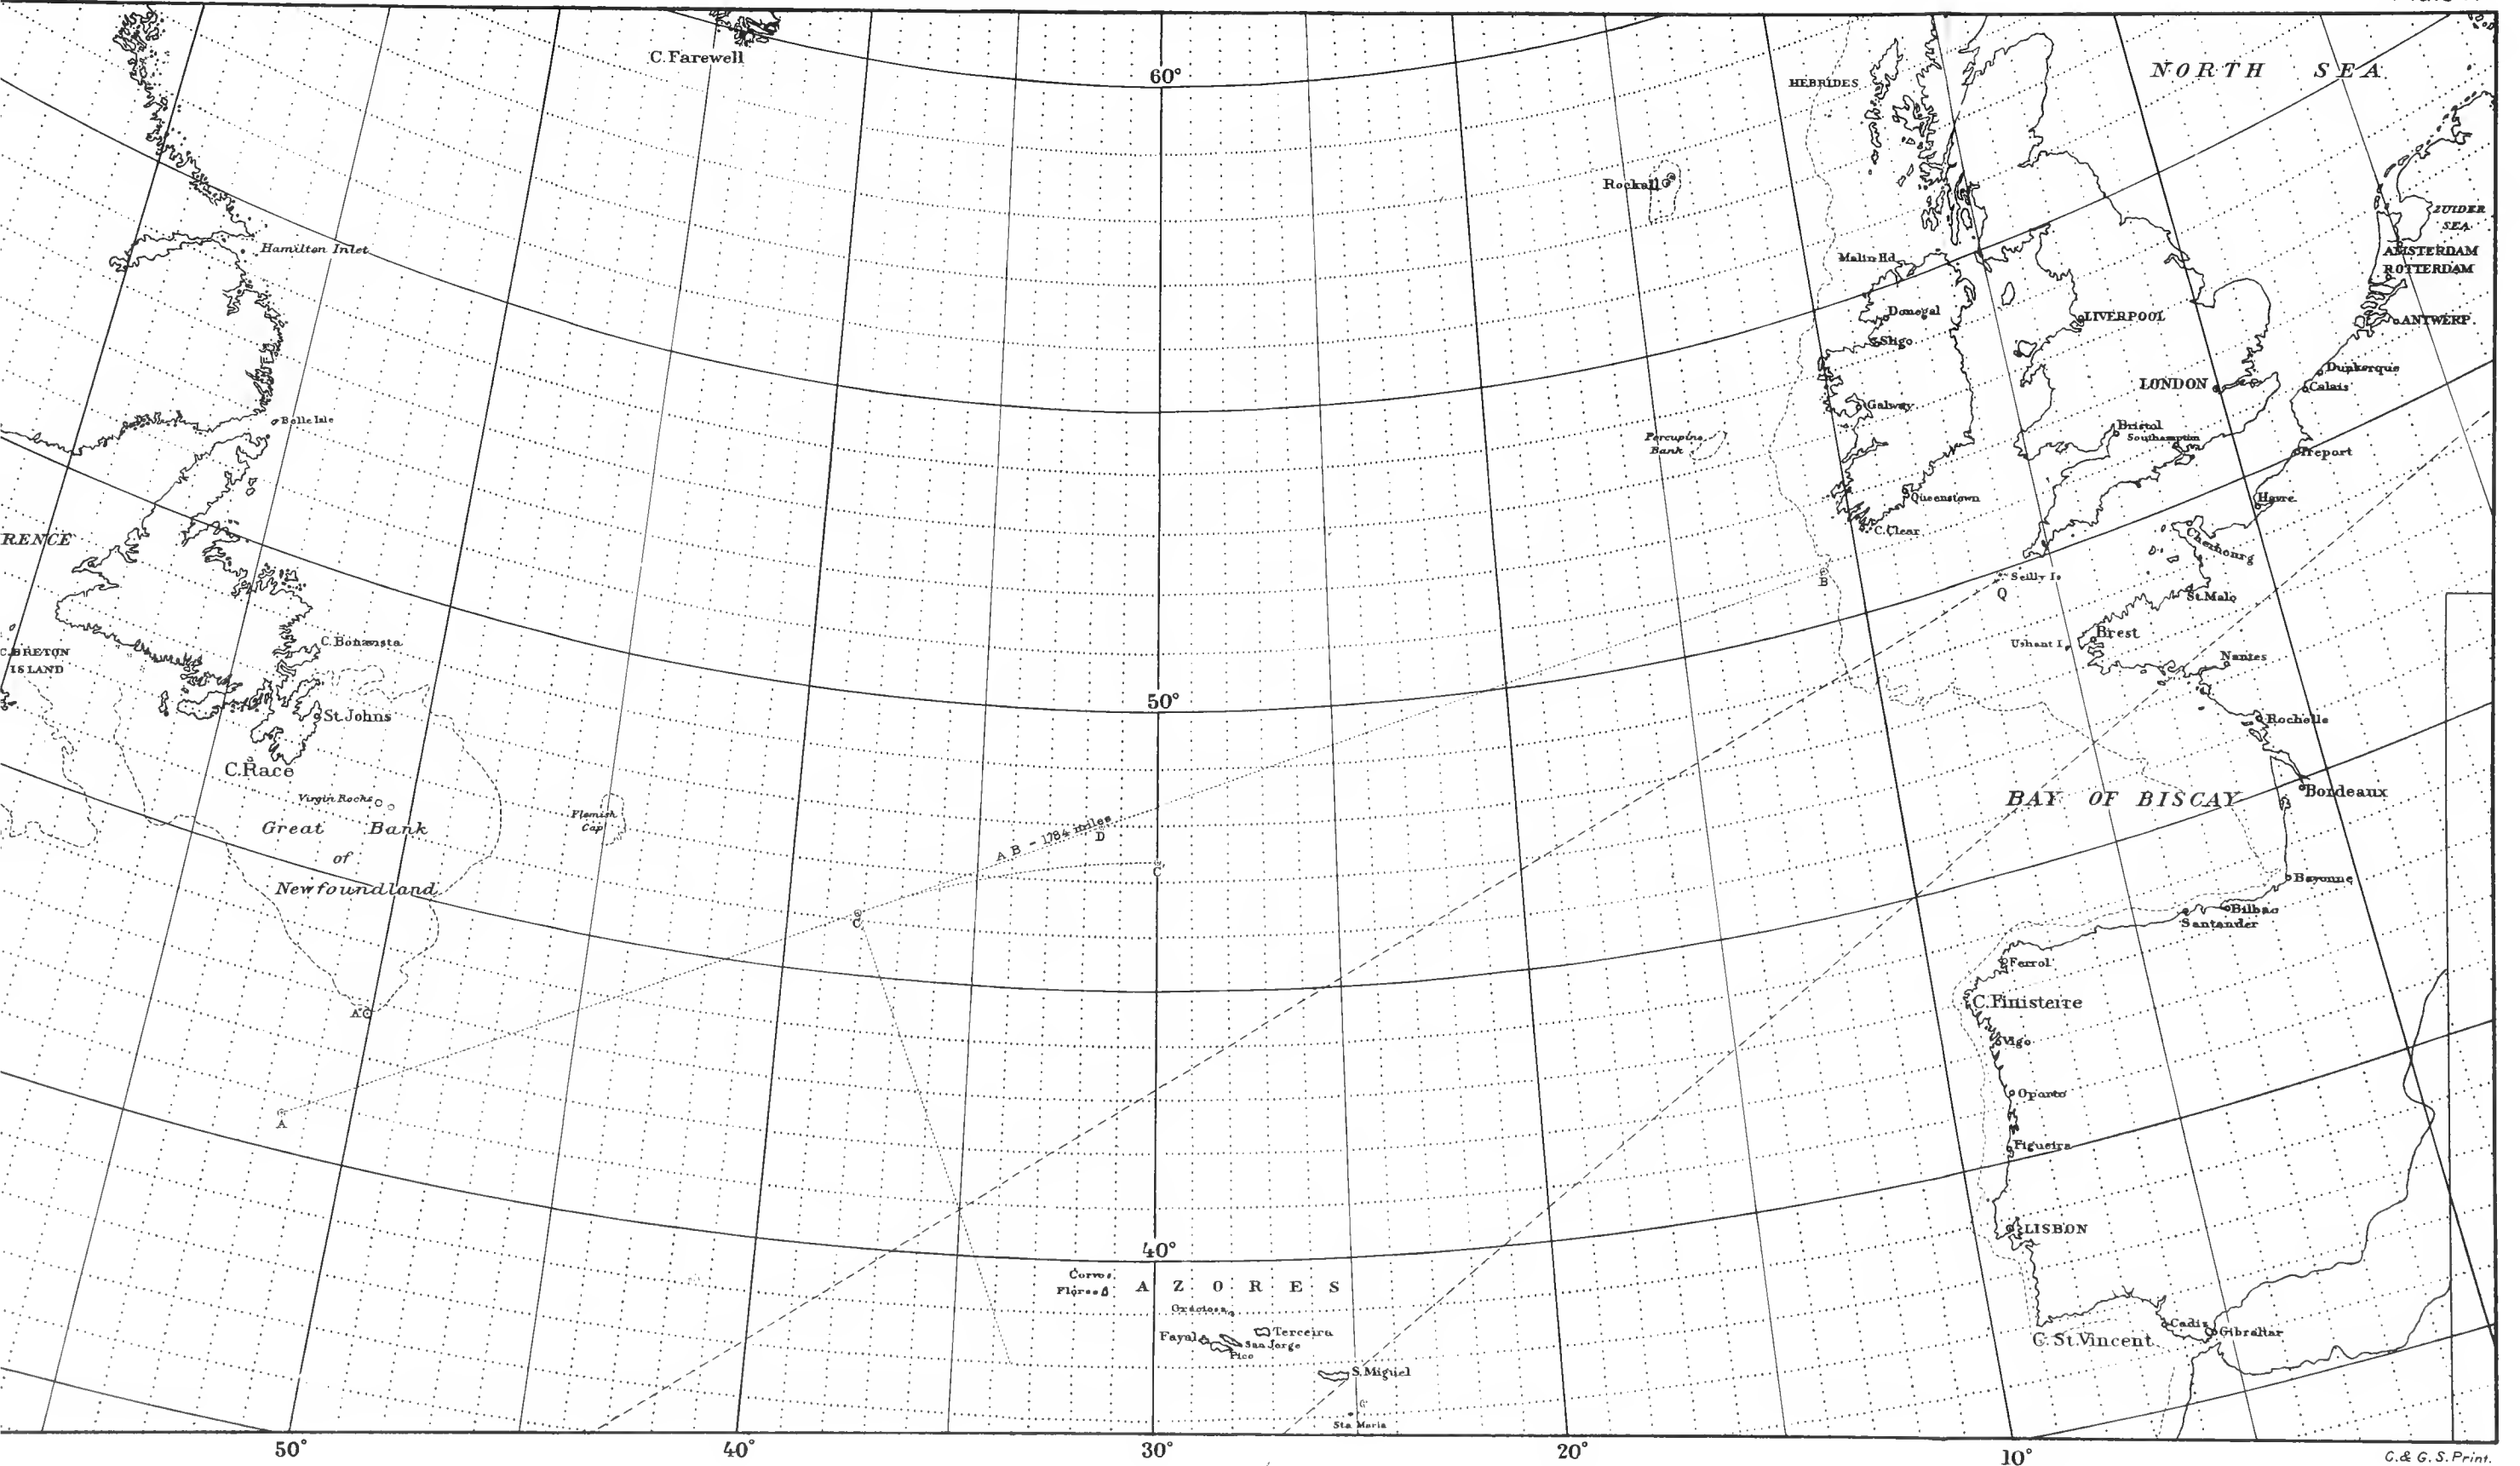 C. Farewell
60°
HEBRIDES
NORTH SEA
Rockall
ZUIDER
SEA
Hamilton Inlet
AMSTERDAM
Malin Hd.
ROTTERDAM
Donegal
LIVERPOOL
ANTWERP.
Sligo
Dunkerque
LONDON
Calais
Belle Isle
Galway
Bristol
Porcupine
Bank
Southampton
Treport
Queenstown
Havre
C. Clear
RENCE
Cherbourg
B
Scilly Is
Q
St. Malo
Brest
C. Bonavista
Ushant I.
C. BRETON
ISLAND
Nantes
50°
St. Johns
Rochelle
C. Race
Virgin Rocks
Bordeaux
BAY OF BISCAY
Flemish
Cap
Great Bank
of
Newfoundland
A.B - 1784 miles
D
C
Bayonne
Bilbao
Santander
C
Ferrol
C. Finisterre
A
Vigo
Oporto
A
Figueira
LISBON
40°
Corvo
Flores
AZORES
Graciosa
Fayal
Terceira
San Jorge
Pico
Cadiz
Gibraltar
C. St. Vincent
S. Miguel
Sta Maria
50°
40°
30°
20°
10°
C. & G. S. Print.